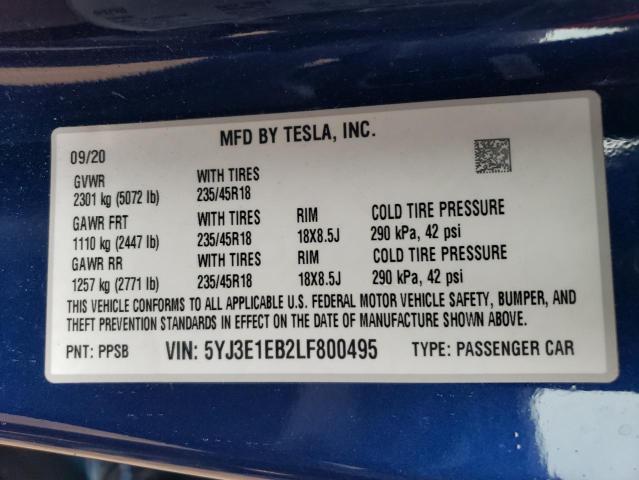 MFD BY TESLA, INC.
09/20
GVWR WITH TIRES
2301 kg (5072 lb) 235/45R18
GAWR FRT WITH TIRES RIM COLD TIRE PRESSURE
1110 kg (2447 lb) 235/45R18 18X8.5J 290 kPa, 42 psi
GAWR RR WITH TIRES RIM COLD TIRE PRESSURE
1257 kg (2771 lb) 235/45R18 18X8.5J 290 kPa, 42 psi
THIS VEHICLE CONFORMS TO ALL APPLICABLE U.S. FEDERAL MOTOR VEHICLE SAFETY, BUMPER, AND
THEFT PREVENTION STANDARDS IN EFFECT ON THE DATE OF MANUFACTURE SHOWN ABOVE.
PNT: PPSB VIN: 5YJ3E1EB2LF800495 TYPE: PASSENGER CAR